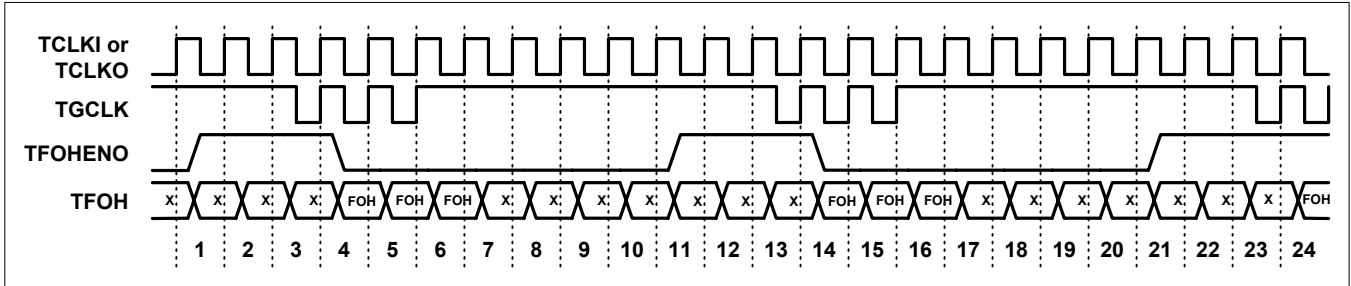 TCLKI or
TCLKO
TGCLK
TFOHENO
TFOH X X X X FOH FOH FOH X X X X X X X FOH FOH FOH X X X X X X X FOH
1 2 3 4 5 6 7 8 9 10 11 12 13 14 15 16 17 18 19 20 21 22 23 24